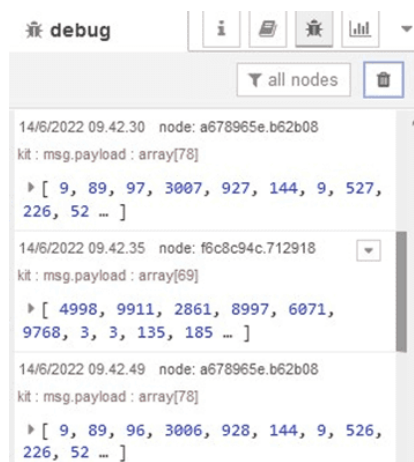 debug
all nodes
14/6/2022 09.42.30 node: a678965e.b62b08
kit : msg.payload : array[78]
[ 9, 89, 97, 3007, 927, 144, 9, 527,
226, 52 … ]
14/6/2022 09.42.35 node: f6c8c94c.712918
kit : msg.payload : array[69]
[ 4998, 9911, 2861, 8997, 6071,
9768, 3, 3, 135, 185 … ]
14/6/2022 09.42.49 node: a678965e.b62b08
kit : msg.payload : array[78]
[ 9, 89, 96, 3006, 928, 144, 9, 526,
226, 52 … ]